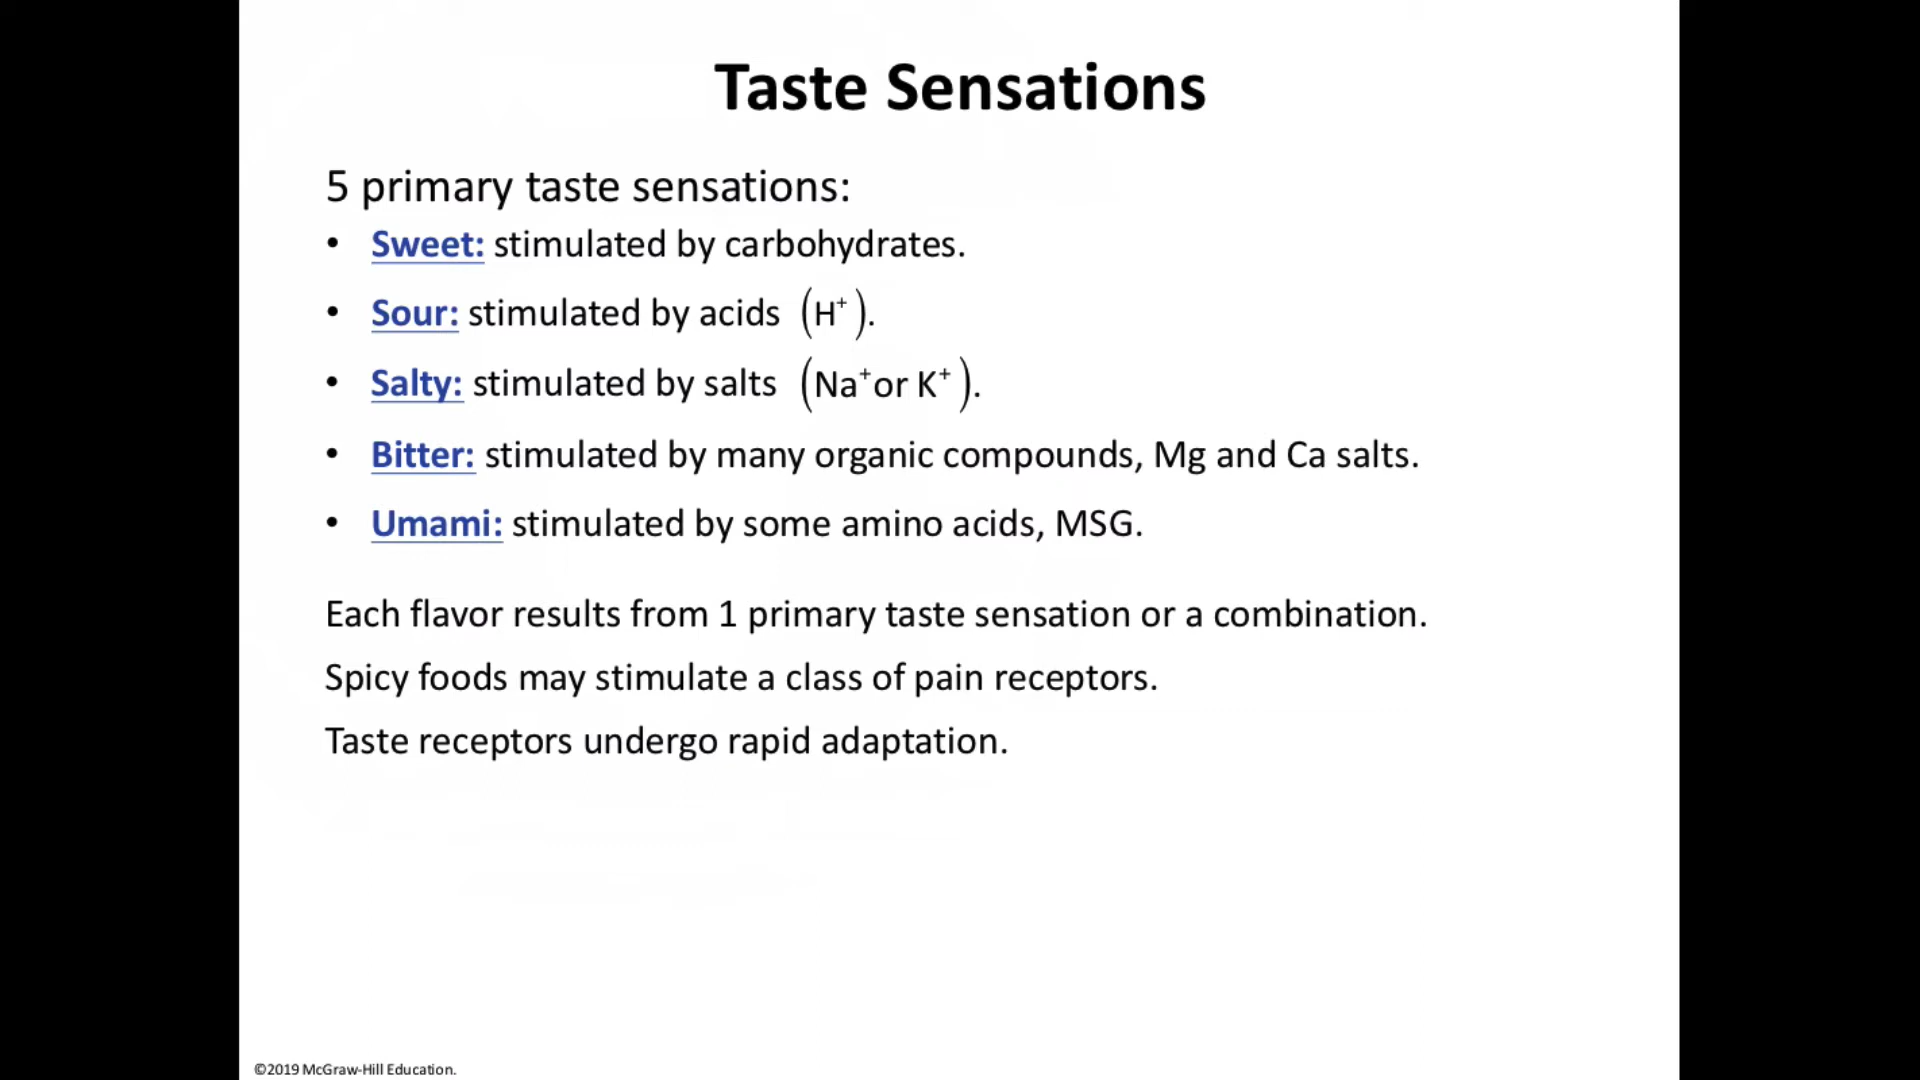 Taste Sensations
5 primary taste sensations:
• Sweet: stimulated by carbohydrates.
• Sour: stimulated by acids (H⁺).
• Salty: stimulated by salts (Na⁺or K⁺).
• Bitter: stimulated by many organic compounds, Mg and Ca salts.
• Umami: stimulated by some amino acids, MSG.
Each flavor results from 1 primary taste sensation or a combination.
Spicy foods may stimulate a class of pain receptors.
Taste receptors undergo rapid adaptation.
©2019 McGraw-Hill Education.